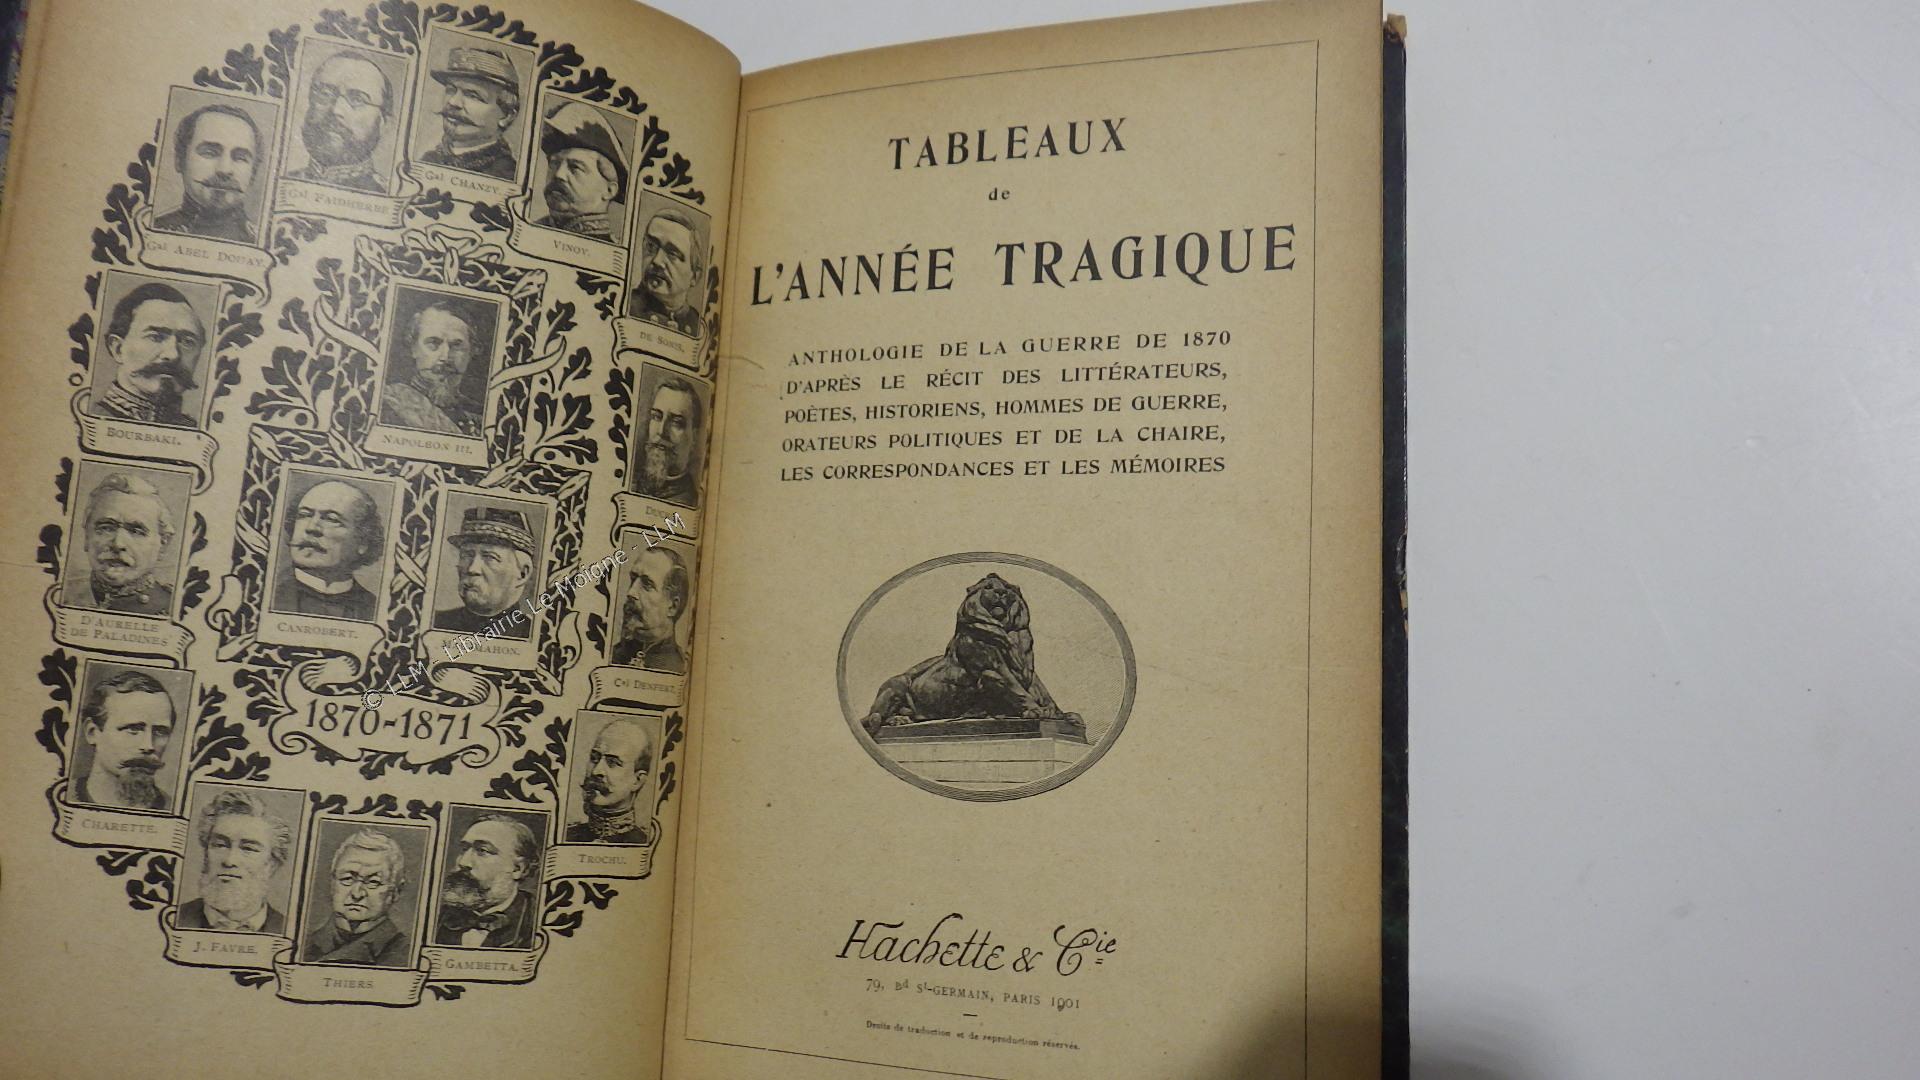 Gal ABEL DOUAY.
Gal FAIDHERBE
Gal CHANZY.
VINOY.
DE SONIS.
BOURBAKI.
NAPOLEON III.
D'AURELLE
DE PALADINES
CANROBERT.
MAHON.
Cel DENFERT.
1870-1871
CHARETTE.
TROCHU.
J. FAVRE.
THIERS
GAMBETTA.
© LLM - Librairie Le Moigne - LLM
TABLEAUX
de
L'ANNÉE TRAGIQUE
ANTHOLOGIE DE LA GUERRE DE 1870
D'APRÈS LE RÉCIT DES LITTÉRATEURS,
POÈTES, HISTORIENS, HOMMES DE GUERRE,
ORATEURS POLITIQUES ET DE LA CHAIRE,
LES CORRESPONDANCES ET LES MÉMOIRES
Hachette & Cie
79, Bd St-GERMAIN, PARIS 1901
Droits de traduction et de reproduction réservés.